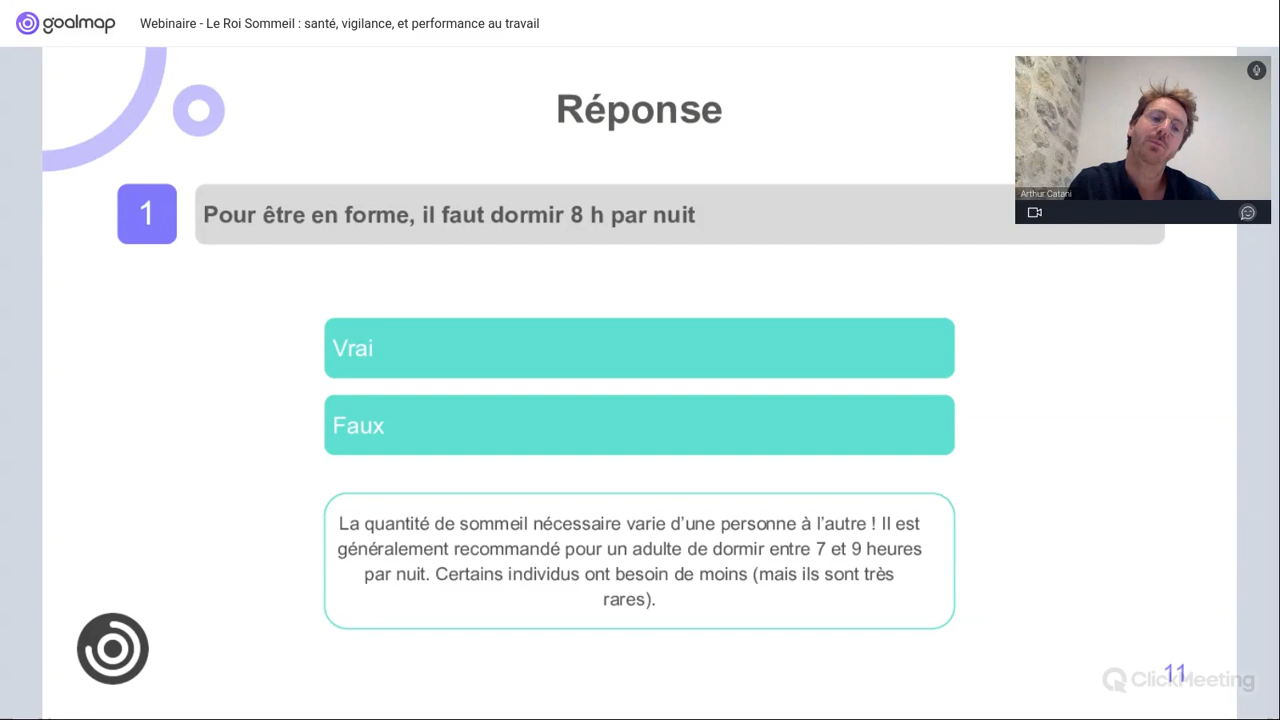 goalmap
Webinaire - Le Roi Sommeil : santé, vigilance, et performance au travail
Réponse
Arthur Catani
1
Pour être en forme, il faut dormir 8 h par nuit
Vrai
Faux
La quantité de sommeil nécessaire varie d'une personne à l'autre ! Il est
généralement recommandé pour un adulte de dormir entre 7 et 9 heures
par nuit. Certains individus ont besoin de moins (mais ils sont très
rares).
11
ClickMeeting